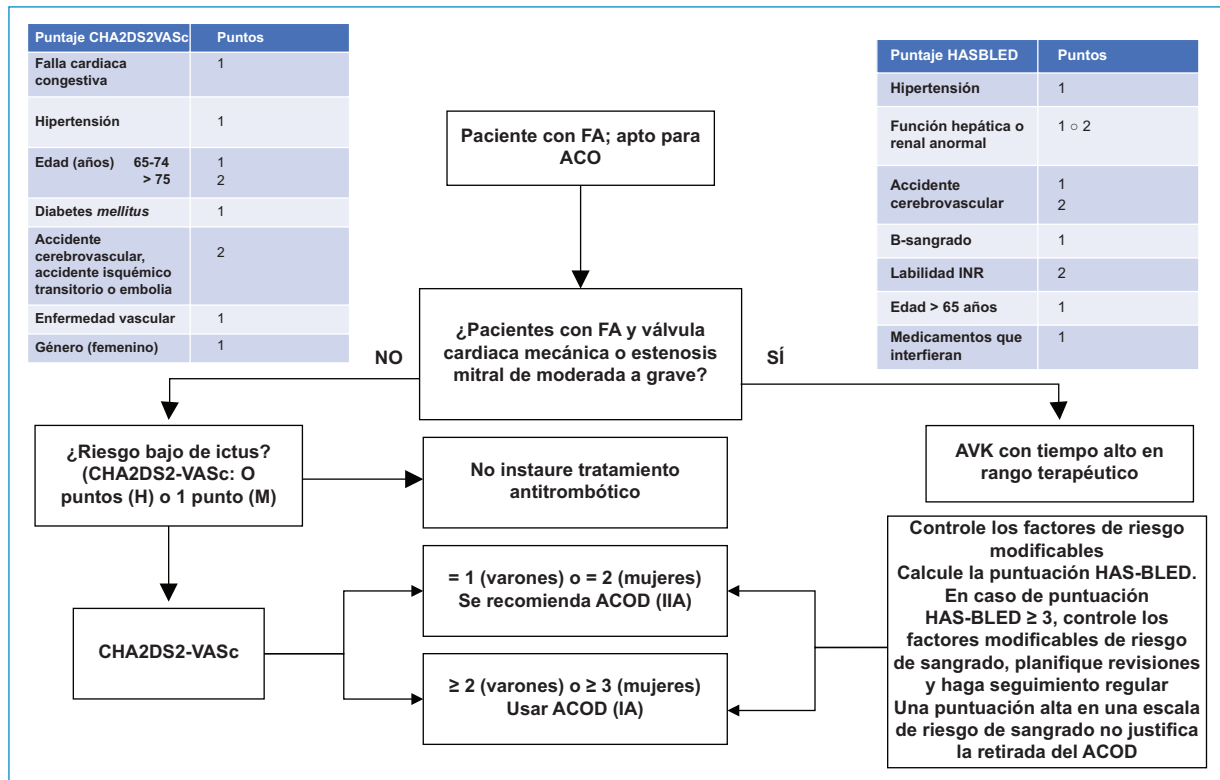 Puntaje CHA2DS2VASc Puntos
Falla cardiaca 1
congestiva
Hipertensión 1
Edad (años) 65-74 1
> 75 2
Diabetes mellitus 1
Accidente
cerebrovascular, 2
accidente isquémico
transitorio o embolia
Enfermedad vascular 1
Género (femenino) 1
Puntaje HASBLED Puntos
Hipertensión 1
Función hepática o 1 ○ 2
renal anormal
Accidente 1
cerebrovascular 2
B-sangrado 1
Labilidad INR 2
Edad > 65 años 1
Medicamentos que 1
interfieran
Paciente con FA; apto para
ACO
¿Pacientes con FA y válvula
cardiaca mecánica o estenosis
mitral de moderada a grave?
NO
SÍ
¿Riesgo bajo de ictus?
(CHA2DS2-VASc: O
puntos (H) o 1 punto (M)
No instaure tratamiento
antitrombótico
AVK con tiempo alto en
rango terapéutico
CHA2DS2-VASc
= 1 (varones) o = 2 (mujeres)
Se recomienda ACOD (IIA)
≥ 2 (varones) o ≥ 3 (mujeres)
Usar ACOD (IA)
Controle los factores de riesgo
modificables
Calcule la puntuación HAS-BLED.
En caso de puntuación
HAS-BLED ≥ 3, controle los
factores modificables de riesgo
de sangrado, planifique revisiones
y haga seguimiento regular
Una puntuación alta en una escala
de riesgo de sangrado no justifica
la retirada del ACOD